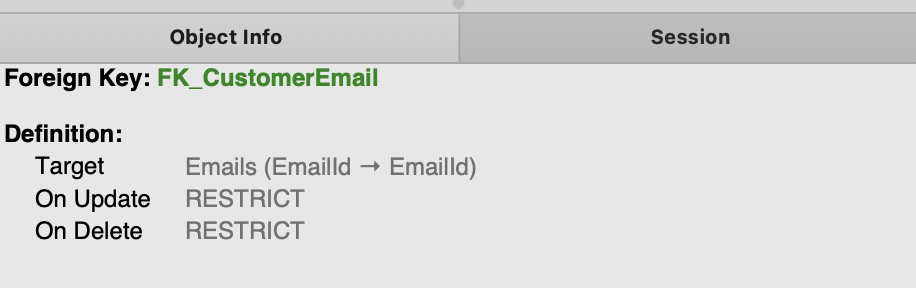 Object Info
Session
Foreign Key: FK_CustomerEmail
Definition:
Target Emails (EmailId → EmailId)
On Update RESTRICT
On Delete RESTRICT